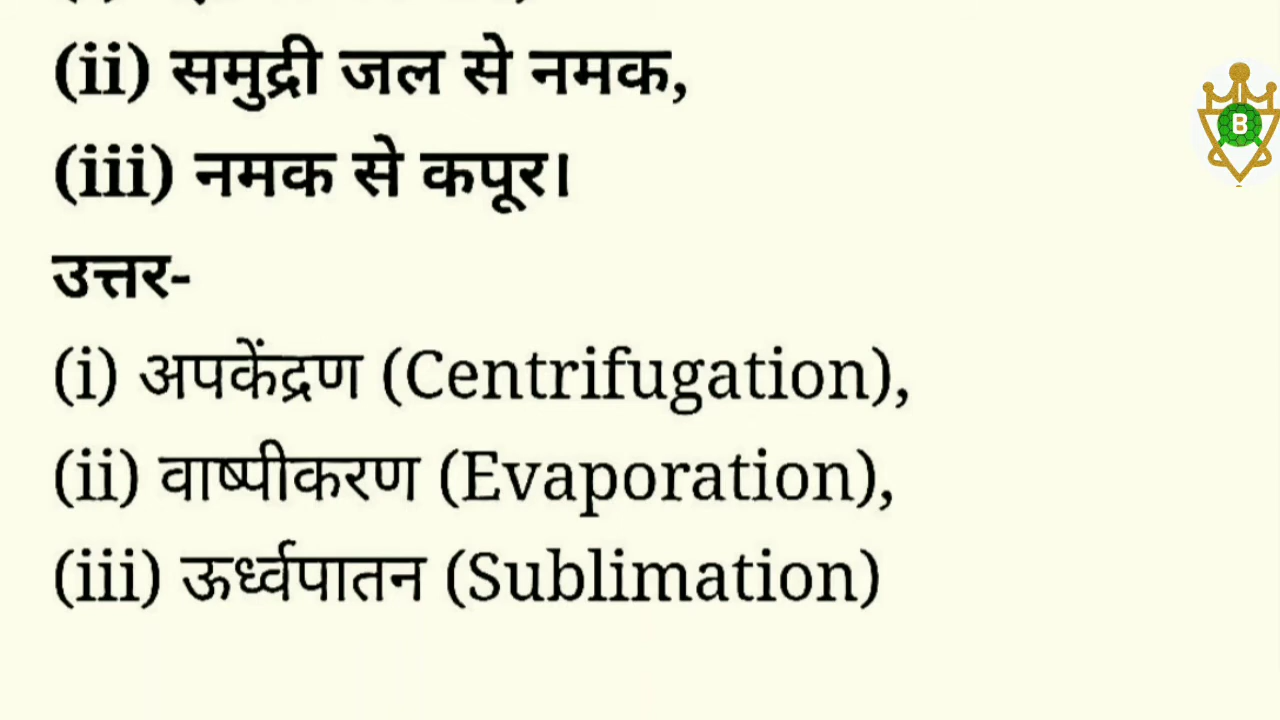 (ii) समुद्री जल से नमक,
(iii) नमक से कपूर।
उत्तर-
(i) अपकेंद्रण (Centrifugation),
(ii) वाष्पीकरण (Evaporation),
(iii) ऊर्ध्वपातन (Sublimation)
B